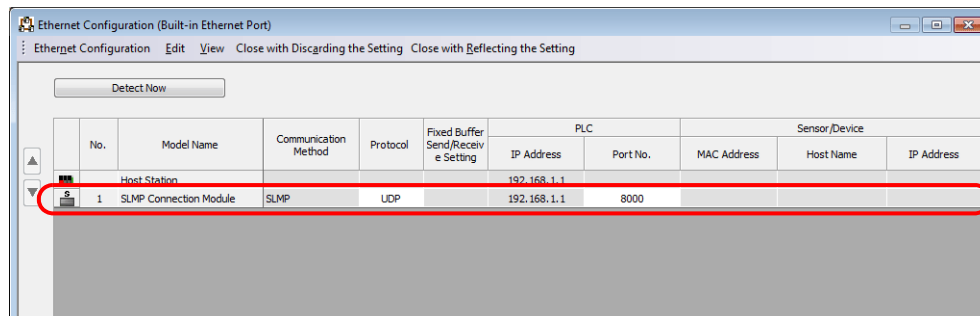 Ethernet Configuration (Built-in Ethernet Port)
Ethernet Configuration Edit View Close with Discarding the Setting Close with Reflecting the Setting
Detect Now
No. Model Name Communication Method Protocol Fixed Buffer Send/Receiv e Setting PLC Sensor/Device
IP Address Port No. MAC Address Host Name IP Address
Host Station 192.168.1.1
S 1 SLMP Connection Module SLMP UDP 192.168.1.1 8000